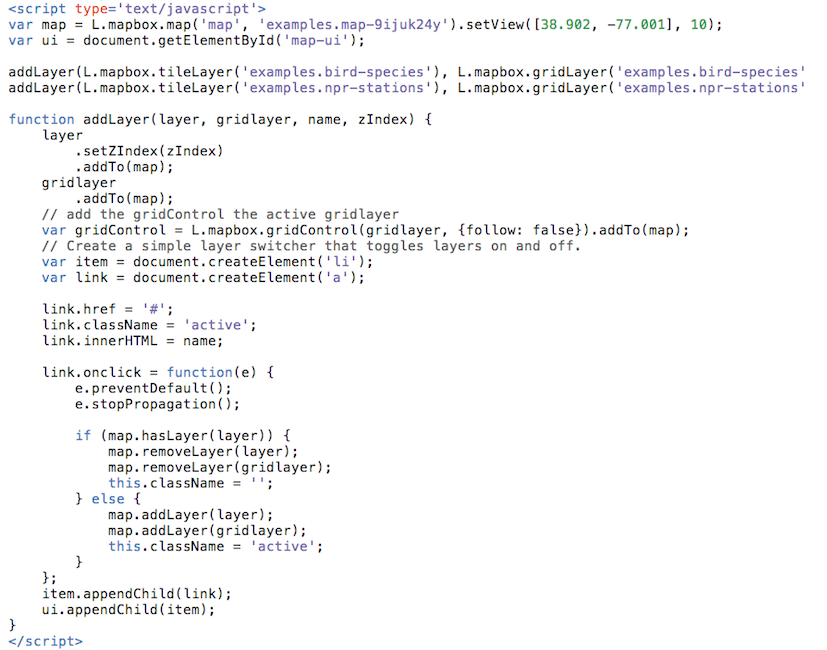 <script type='text/javascript'>
var map = L.mapbox.map('map', 'examples.map-9ijuk24y').setView([38.902, -77.001], 10);
var ui = document.getElementById('map-ui');

addLayer(L.mapbox.tileLayer('examples.bird-species'), L.mapbox.gridLayer('examples.bird-species'
addLayer(L.mapbox.tileLayer('examples.npr-stations'), L.mapbox.gridLayer('examples.npr-stations'

function addLayer(layer, gridlayer, name, zIndex) {
    layer
        .setZIndex(zIndex)
        .addTo(map);
    gridlayer
        .addTo(map);
    // add the gridControl the active gridlayer
    var gridControl = L.mapbox.gridControl(gridlayer, {follow: false}).addTo(map);
    // Create a simple layer switcher that toggles layers on and off.
    var item = document.createElement('li');
    var link = document.createElement('a');

    link.href = '#';
    link.className = 'active';
    link.innerHTML = name;

    link.onclick = function(e) {
        e.preventDefault();
        e.stopPropagation();

        if (map.hasLayer(layer)) {
            map.removeLayer(layer);
            map.removeLayer(gridlayer);
            this.className = '';
        } else {
            map.addLayer(layer);
            map.addLayer(gridlayer);
            this.className = 'active';
        }
    };
    item.appendChild(link);
    ui.appendChild(item);
}
</script>